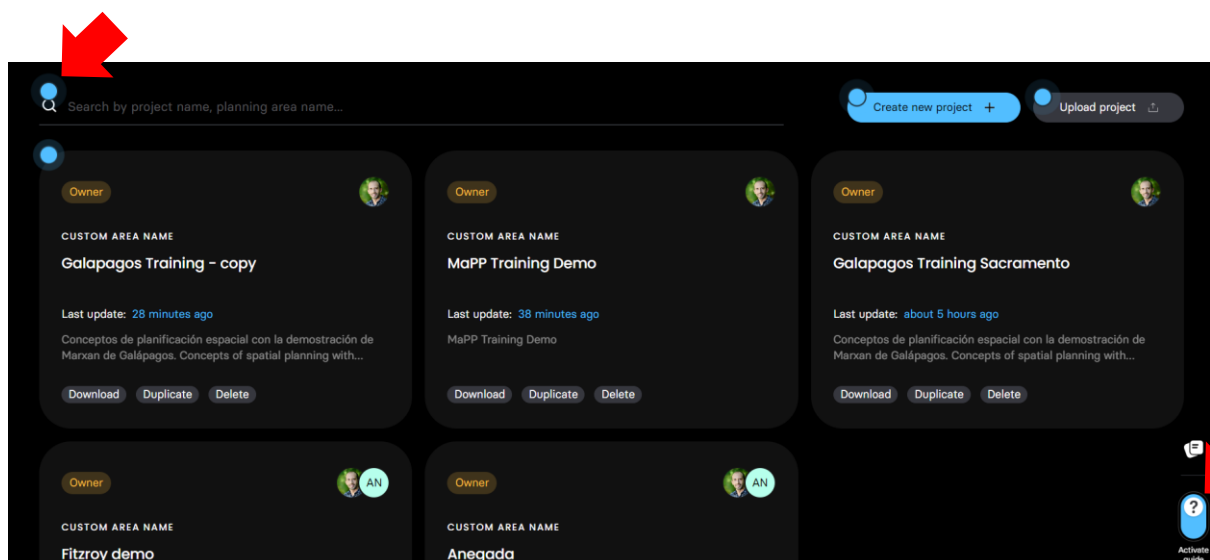 Search by project name, planning area name...
Create new project +
Upload project
Owner
CUSTOM AREA NAME
Galapagos Training - copy
Last update: 28 minutes ago
Conceptos de planificación espacial con la demostración de
Marxan de Galápagos. Concepts of spatial planning with...
Download Duplicate Delete
Owner
CUSTOM AREA NAME
MaPP Training Demo
Last update: 38 minutes ago
MaPP Training Demo
Download Duplicate Delete
Owner
CUSTOM AREA NAME
Galapagos Training Sacramento
Last update: about 5 hours ago
Conceptos de planificación espacial con la demostración de
Marxan de Galápagos. Concepts of spatial planning with...
Download Duplicate Delete
Owner
AN
CUSTOM AREA NAME
Fitzroy demo
Owner
AN
CUSTOM AREA NAME
Anegada
?
Activate
guide